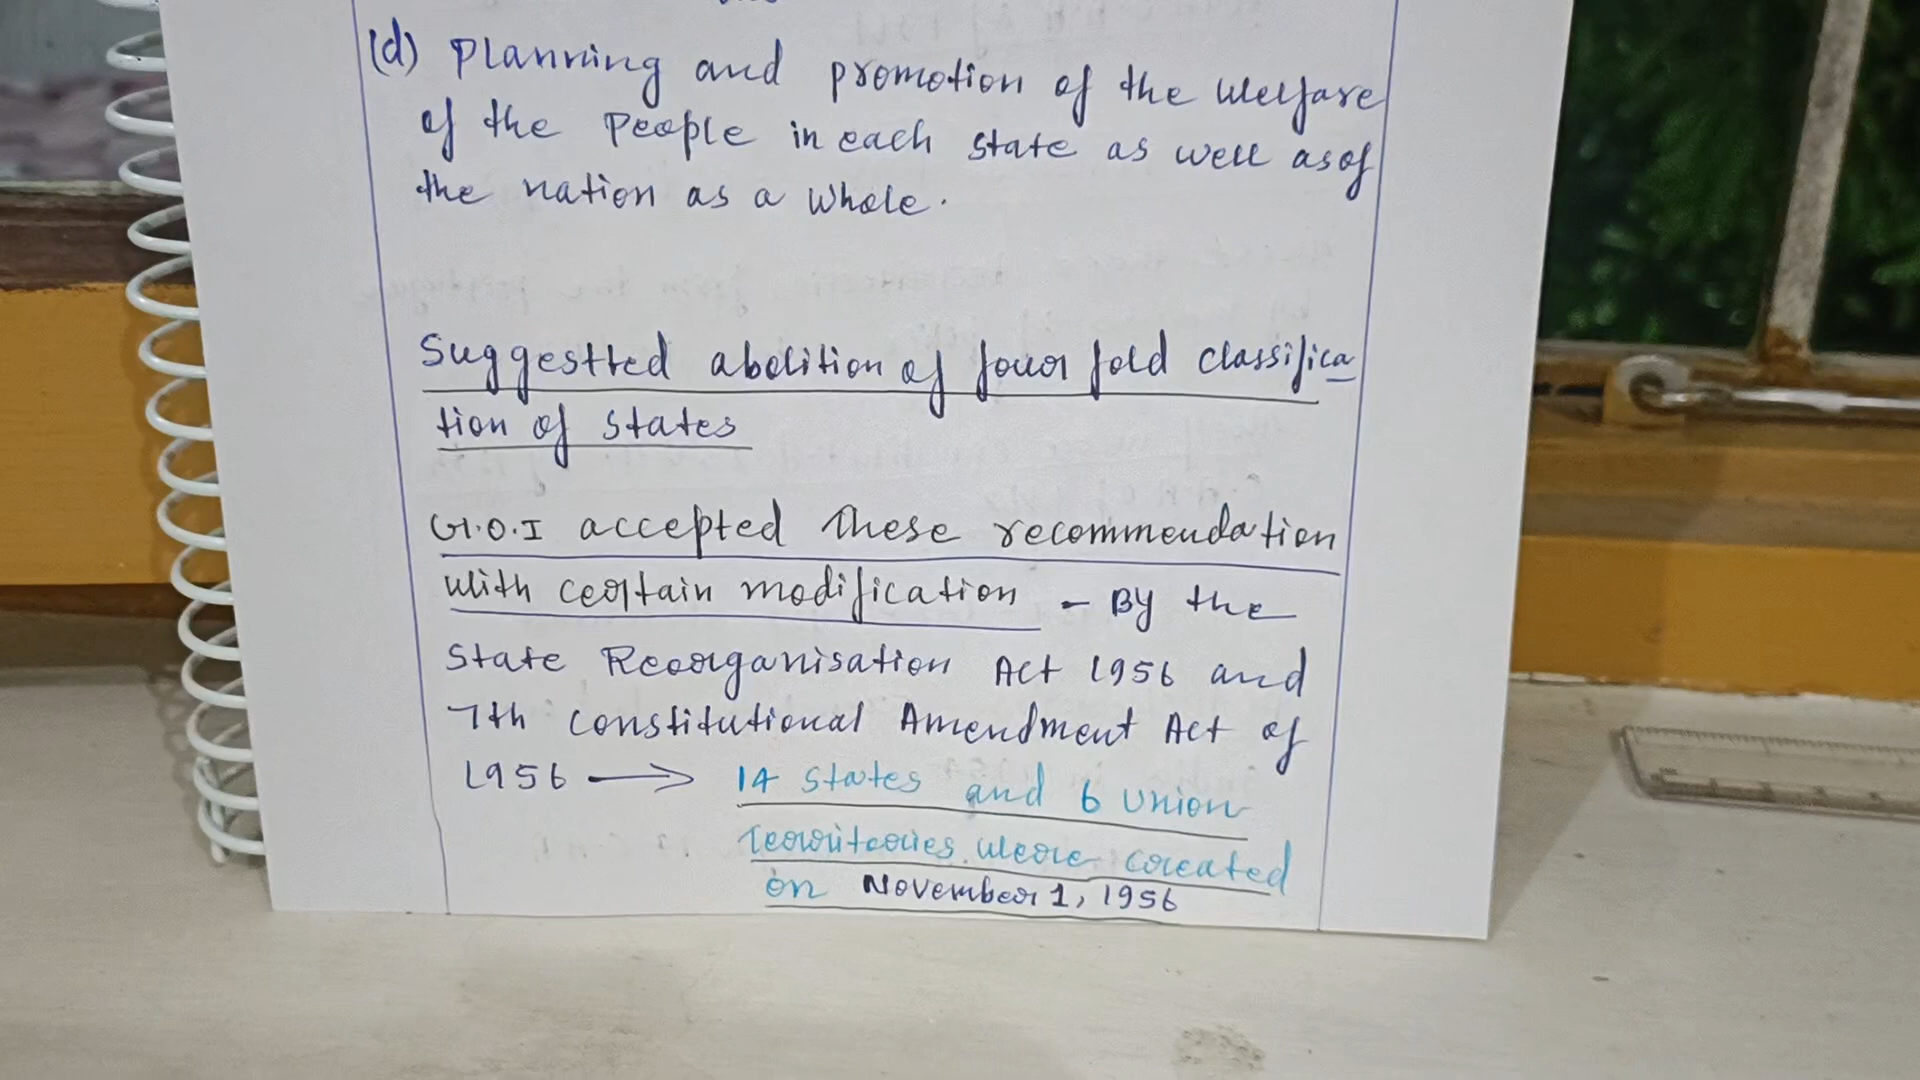 (d) Planning and promotion of the welfare
of the People in each state as well as of
the nation as a whole.
Suggestted abolition of four fold classifica
tion of states
G.O.I accepted these recommendation
with certain modification - By the
State Reorganisation Act 1956 and
7th constitutional Amendment Act of
1956 → 14 states and 6 union
Territories were created
on November 1, 1956